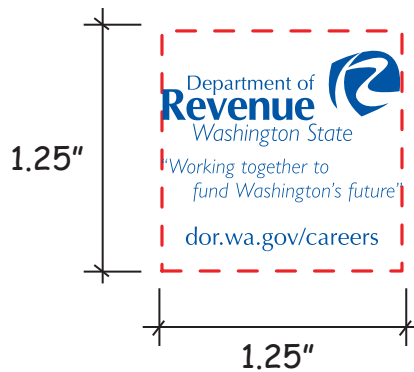 Department of
Revenue
Washington State
1.25″
“Working together to
fund Washington’s future”
dor.wa.gov/careers
1.25″